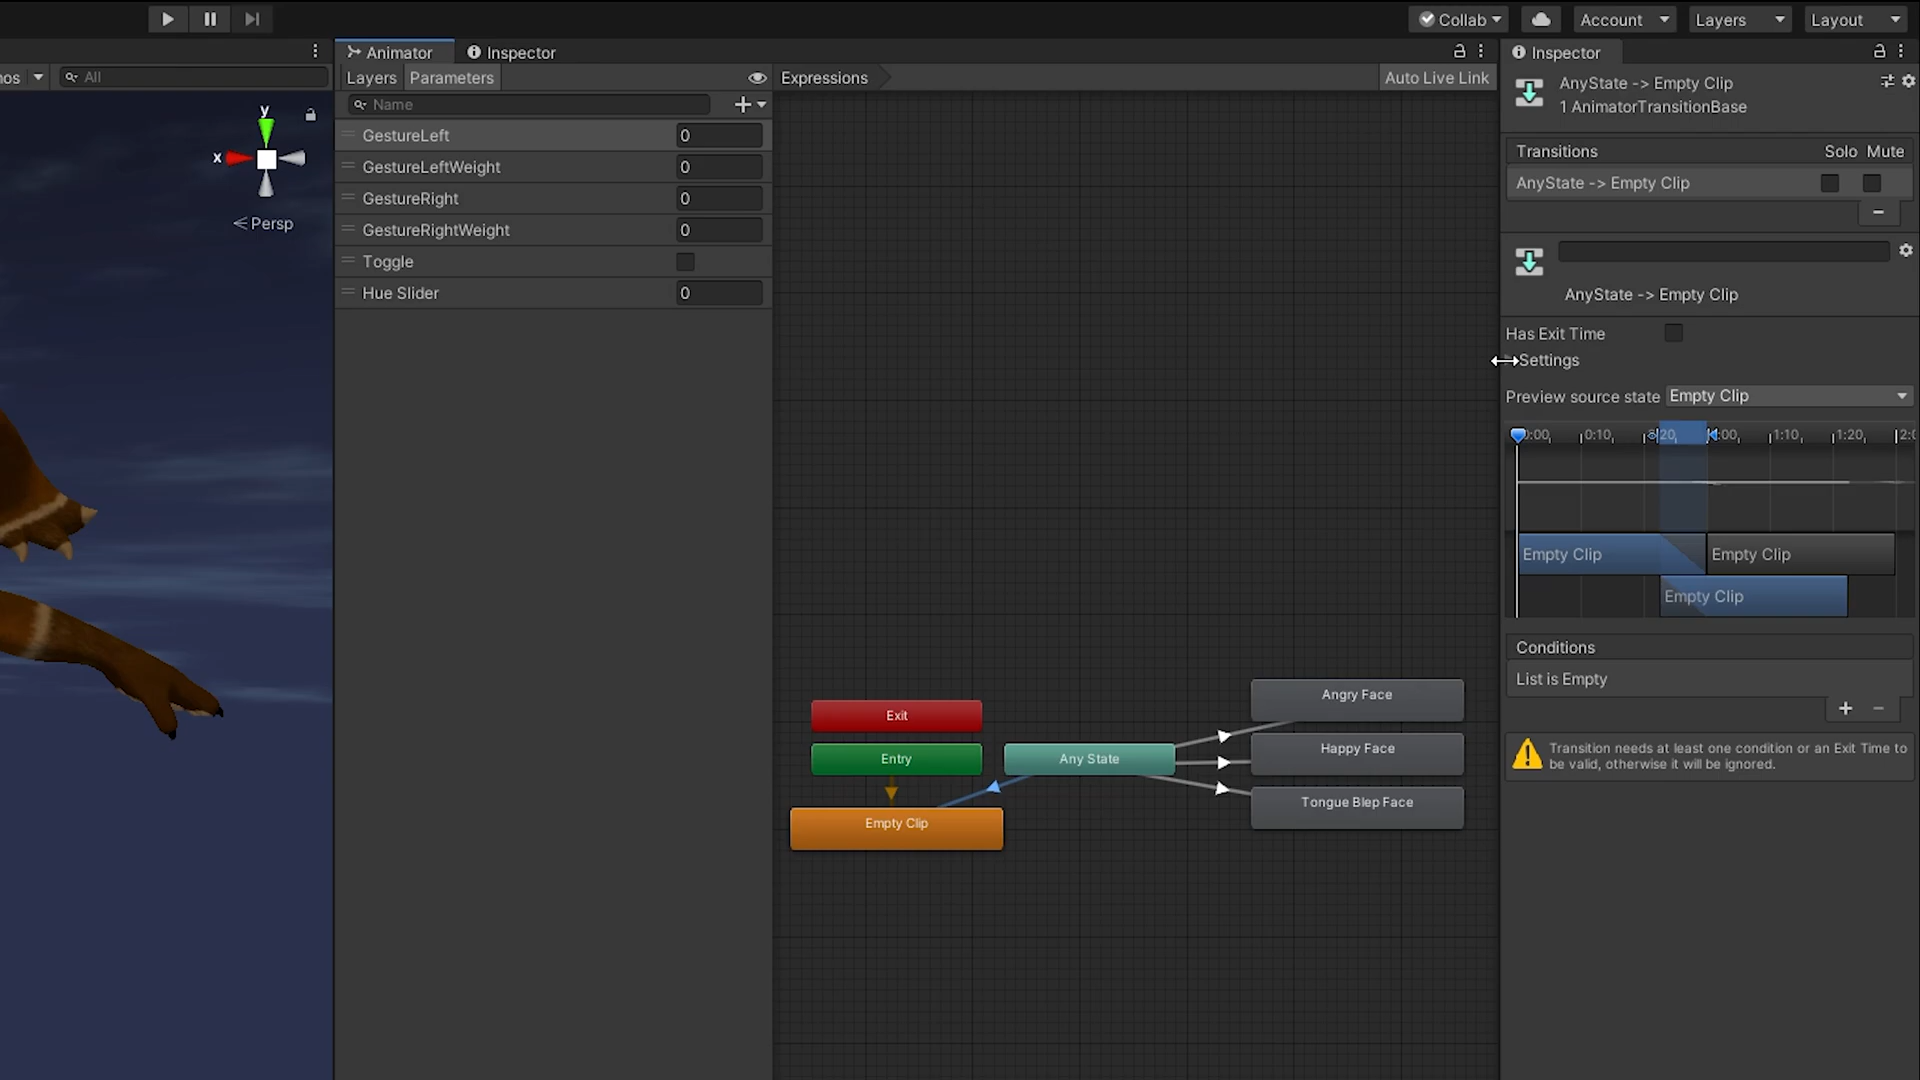 Collab
Account
Layers
Layout
Animator
Inspector
Inspector
All
Layers
Parameters
Expressions
Auto Live Link
Name
GestureLeft 0
GestureLeftWeight 0
GestureRight 0
GestureRightWeight 0
Toggle
Hue Slider 0
y
x
Persp
Exit
Entry
Any State
Empty Clip
Angry Face
Happy Face
Tongue Blep Face
AnyState -> Empty Clip
1 AnimatorTransitionBase
Transitions Solo Mute
AnyState -> Empty Clip
AnyState -> Empty Clip
Has Exit Time
Settings
Preview source state Empty Clip
0:10 1:10 1:20
Empty Clip Empty Clip
Empty Clip
Conditions
List is Empty
Transition needs at least one condition or an Exit Time to
be valid, otherwise it will be ignored.